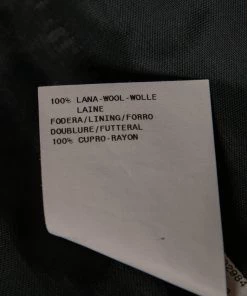 100% LANA-WOOL-WOLLE
LAINE
FODERA/LINING/FORRO
DOUBLURE/FUTTERAL
100% CUPRO-RAYON